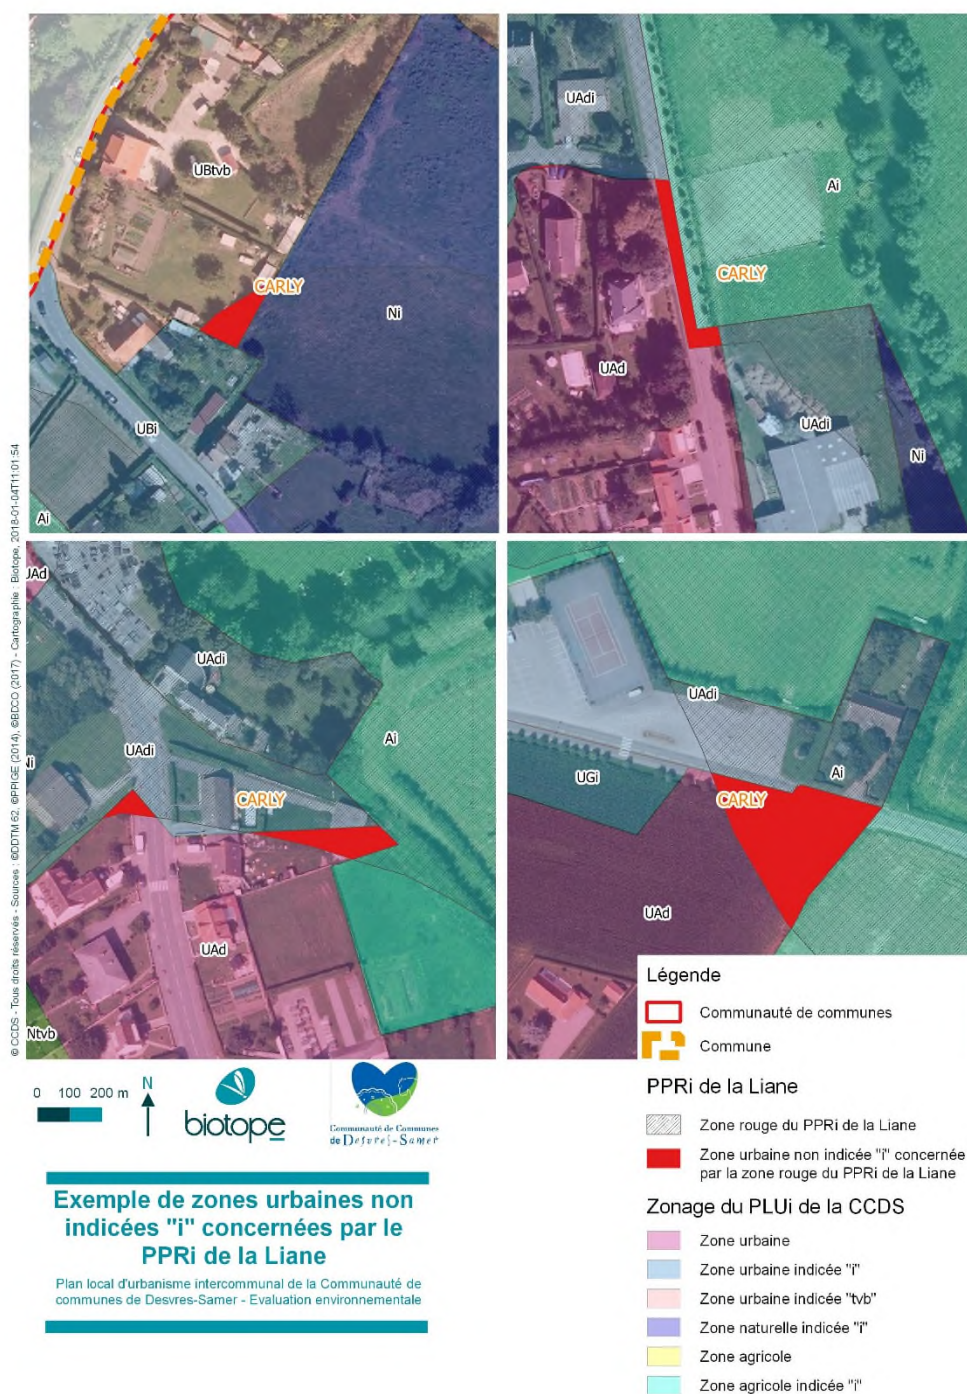 UBtvb
CARLY
Ni
UBi
Ai
UAdi
Ai
CARLY
UAd
UAdi
Ni
UAd
UAdi
UAdi
Ai
Ni
CARLY
UAd
Ntvb
UAdi
Ai
UGi
CARLY
UAd
© CCDS - Tous droits réservés - Sources : ©DDTM 62, ©PPIGE (2014), ©BDCO (2017) - Cartographie : Biotope, 2018-01-04T11:01:54
0 100 200 m
N
biotope
Communauté de Communes
de Desvres-Samer
Exemple de zones urbaines non
indicées "i" concernées par le
PPRi de la Liane
Plan local d'urbanisme intercommunal de la Communauté de
communes de Desvres-Samer - Evaluation environnementale
Légende
Communauté de communes
Commune
PPRi de la Liane
Zone rouge du PPRi de la Liane
Zone urbaine non indicée "i" concernée
par la zone rouge du PPRi de la Liane
Zonage du PLUi de la CCDS
Zone urbaine
Zone urbaine indicée "i"
Zone urbaine indicée "tvb"
Zone naturelle indicée "i"
Zone agricole
Zone agricole indicée "i"